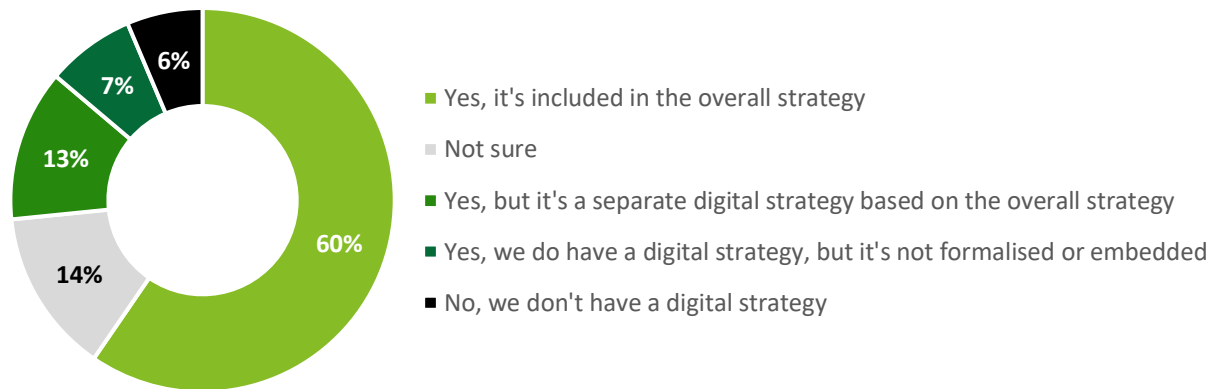 6%
7%
13%
14%
60%
Yes, it's included in the overall strategy
Not sure
Yes, but it's a separate digital strategy based on the overall strategy
Yes, we do have a digital strategy, but it's not formalised or embedded
No, we don't have a digital strategy